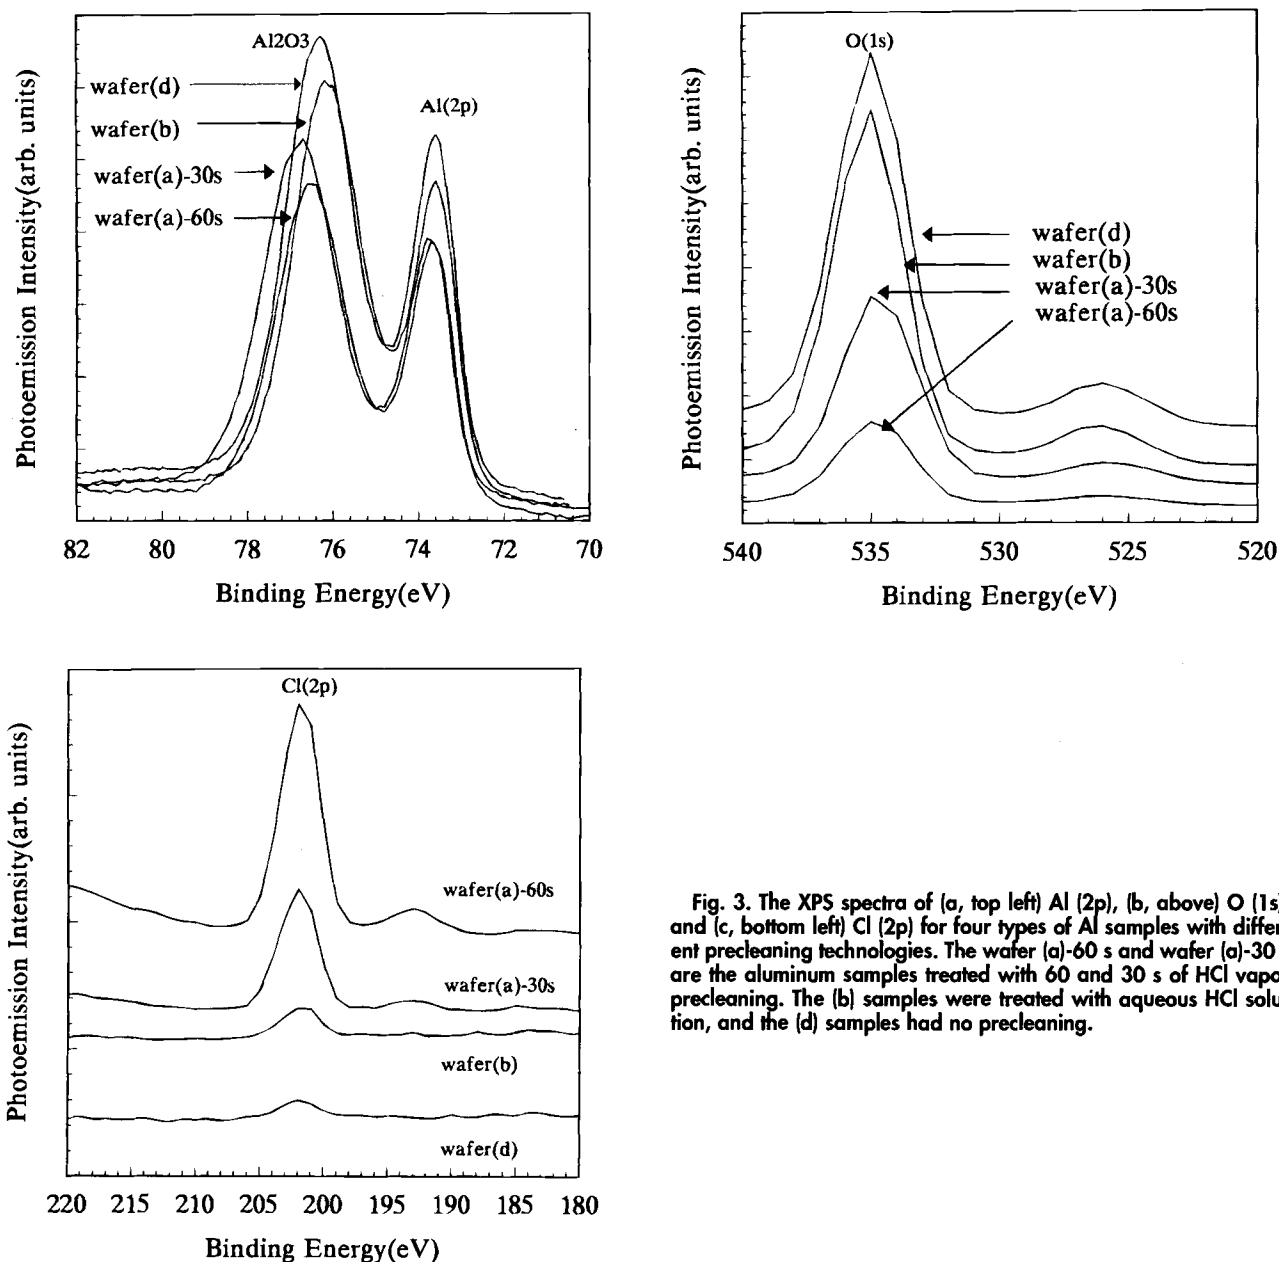 Photoemission Intensity(arb. units)
Al2O3
wafer(d)
wafer(b)
wafer(a)-30s
wafer(a)-60s
Al(2p)
82 80 78 76 74 72 70
Binding Energy(eV)
Photoemission Intensity(arb. units)
O(1s)
wafer(d)
wafer(b)
wafer(a)-30s
wafer(a)-60s
540 535 530 525 520
Binding Energy(eV)
Photoemission Intensity(arb. units)
Cl(2p)
wafer(a)-60s
wafer(a)-30s
wafer(b)
wafer(d)
220 215 210 205 200 195 190 185 180
Binding Energy(eV)
Fig. 3. The XPS spectra of (a, top left) Al (2p), (b, above) O (1s)
and (c, bottom left) Cl (2p) for four types of Al samples with differ-
ent precleaning technologies. The wafer (a)-60 s and wafer (a)-30
are the aluminum samples treated with 60 and 30 s of HCl vapo
precleaning. The (b) samples were treated with aqueous HCl solu
tion, and the (d) samples had no precleaning.